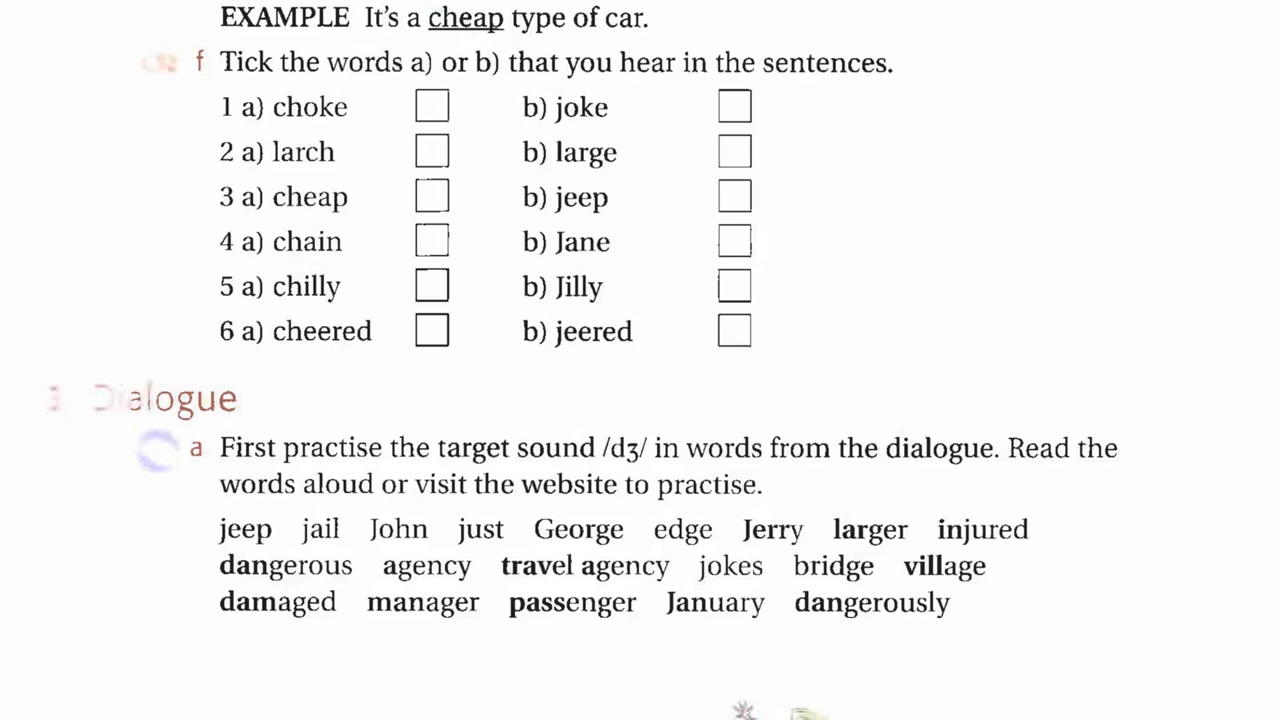 EXAMPLE It's a cheap type of car.
f Tick the words a) or b) that you hear in the sentences.
1 a) choke b) joke
2 a) larch b) large
3 a) cheap b) jeep
4 a) chain b) Jane
5 a) chilly b) Jilly
6 a) cheered b) jeered
3 Dialogue
a First practise the target sound /dʒ/ in words from the dialogue. Read the
words aloud or visit the website to practise.
jeep jail John just George edge Jerry larger injured
dangerous agency travel agency jokes bridge village
damaged manager passenger January dangerously